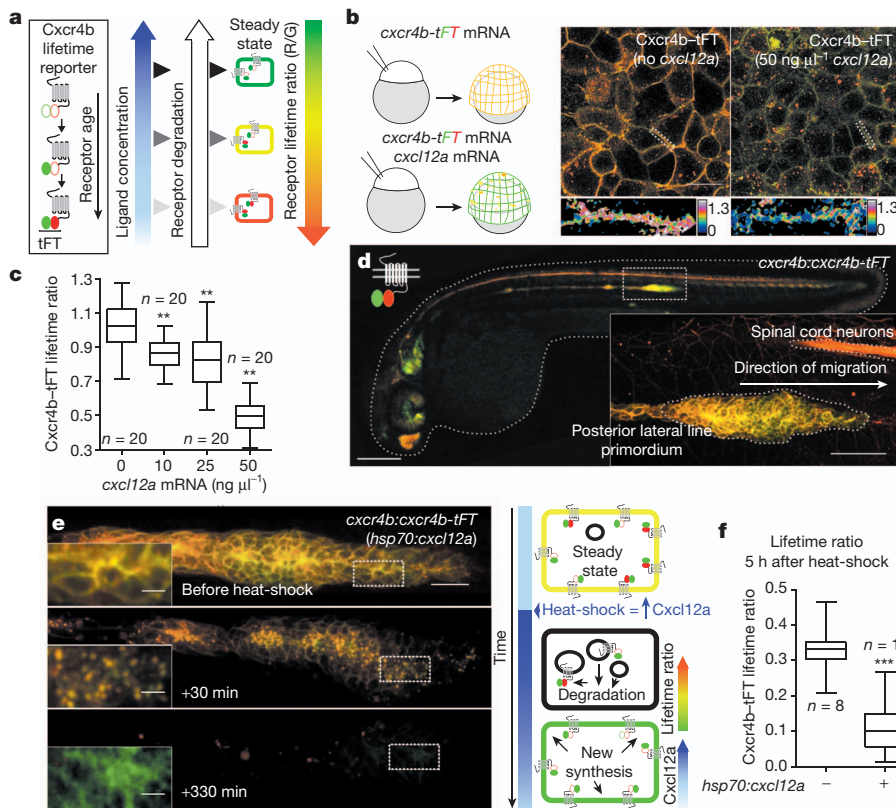 a
Cxcr4b
lifetime
reporter
Receptor age
tFT
Ligand concentration
Receptor degradation
Steady
state
Receptor lifetime ratio (R/G)
b
cxcr4b-tFT mRNA
cxcr4b-tFT mRNA
cxcl12a mRNA
Cxcr4b–tFT
(no cxcl12a)
Cxcr4b–tFT
(50 ng µl⁻¹ cxcl12a)
1.3
0
1.3
0
c
Cxcr4b–tFT lifetime ratio
1.3
1.1
0.9
0.7
0.5
0.3
n = 20
**
**
n = 20
**
n = 20
n = 20
0 10 25 50
cxcl12a mRNA (ng µl⁻¹)
d
cxcr4b:cxcr4b-tFT
Spinal cord neurons
Direction of migration
Posterior lateral line
primordium
e
cxcr4b:cxcr4b-tFT
(hsp70:cxcl12a)
Before heat-shock
+30 min
+330 min
Time
Steady
state
Heat-shock = ↑ Cxcl12a
Degradation
New
synthesis
Lifetime ratio
Cxcl12a
f
Lifetime ratio
5 h after heat-shock
Cxcr4b–tFT lifetime ratio
0.5
0.4
0.3
0.2
0.1
0
n = 8
n = 1
***
hsp70:cxcl12a – +